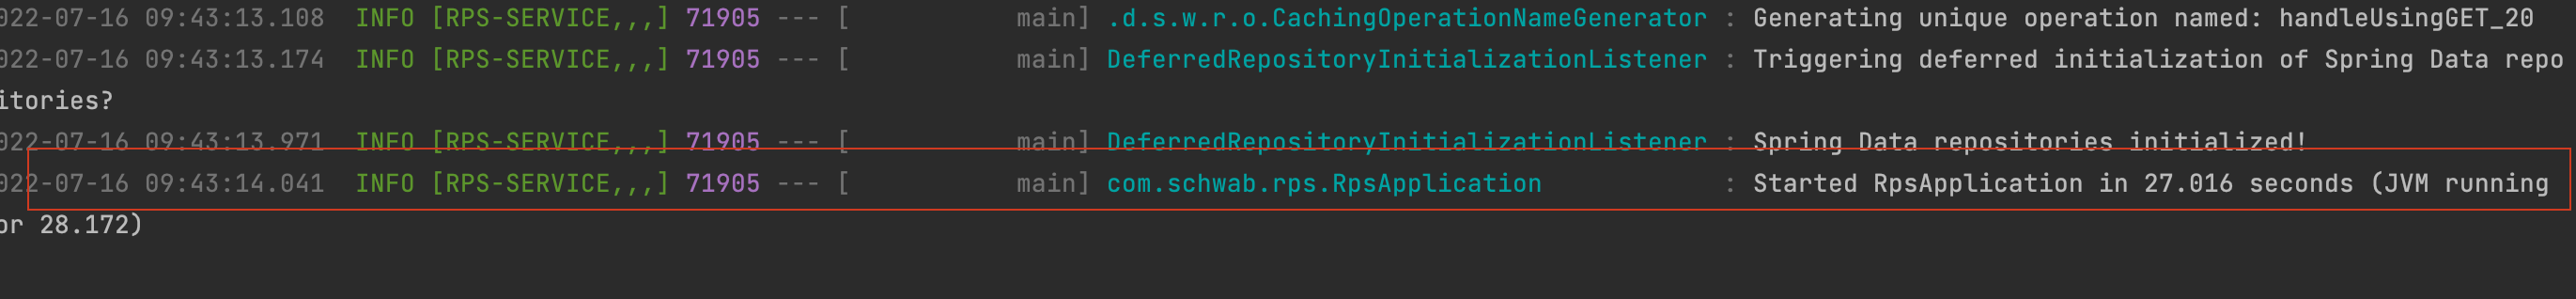 022-07-16 09:43:13.108  INFO [RPS-SERVICE,,,] 71905 --- [           main] .d.s.w.r.o.CachingOperationNameGenerator : Generating unique operation named: handleUsingGET_20
022-07-16 09:43:13.174  INFO [RPS-SERVICE,,,] 71905 --- [           main] DeferredRepositoryInitializationListener : Triggering deferred initialization of Spring Data repo
itories?
022-07-16 09:43:13.971  INFO [RPS-SERVICE,,,] 71905 --- [           main] DeferredRepositoryInitializationListener : Spring Data repositories initialized!
022-07-16 09:43:14.041  INFO [RPS-SERVICE,,,] 71905 --- [           main] com.schwab.rps.RpsApplication            : Started RpsApplication in 27.016 seconds (JVM running
or 28.172)